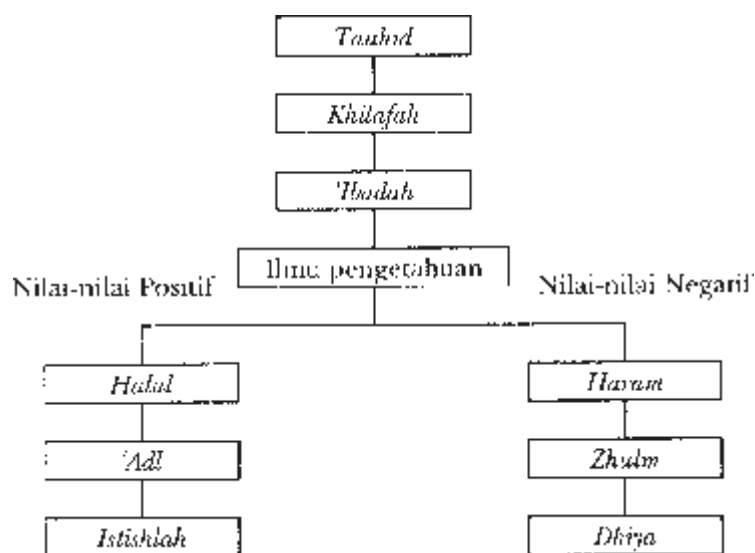 Tauhid
Khilafah
'Ibadah
Ilmu pengetahuan
Nilai-nilai Positif
Nilai-nilai Negatif
Halal
Haram
'Adl
Zhulm
Istishlah
Dhiya